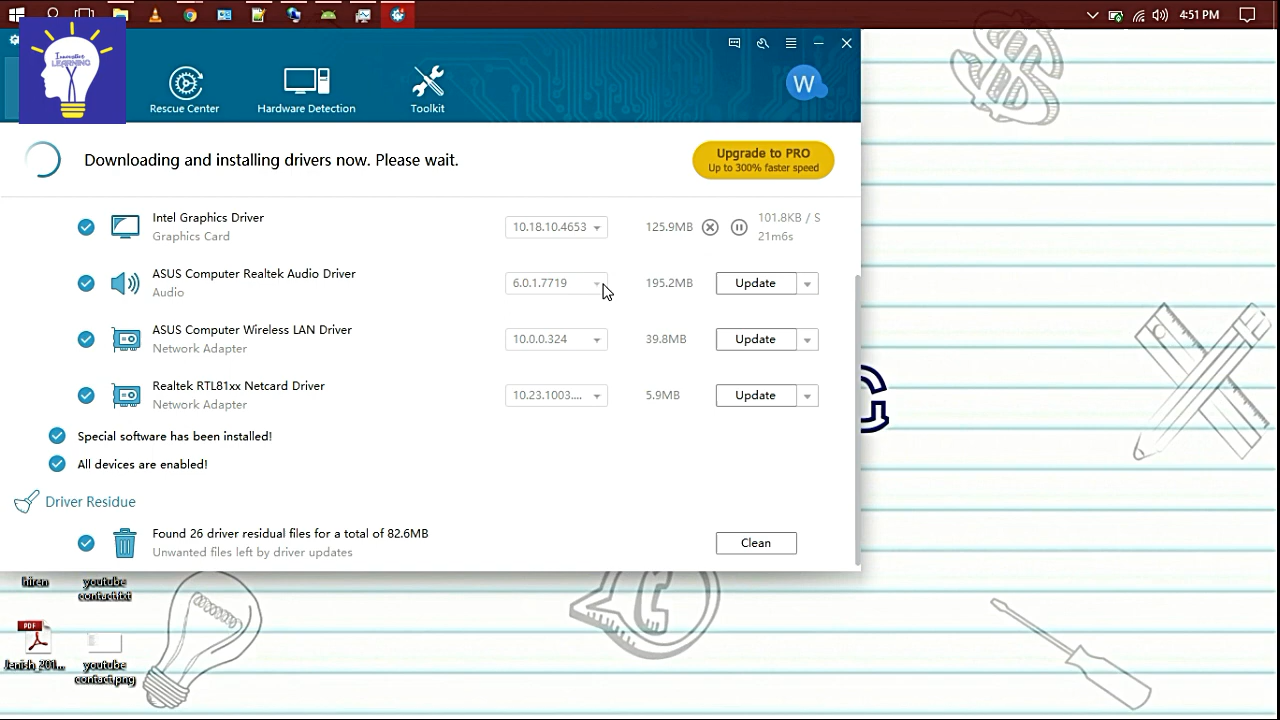 4:51 PM
Innovative
LEARNING
Rescue Center
Hardware Detection
Toolkit
W
Downloading and installing drivers now. Please wait.
Upgrade to PRO
Up to 300% faster speed
Intel Graphics Driver
Graphics Card
10.18.10.4653
125.9MB
101.8KB / S
21m6s
ASUS Computer Realtek Audio Driver
Audio
6.0.1.7719
195.2MB
Update
ASUS Computer Wireless LAN Driver
Network Adapter
10.0.0.324
39.8MB
Update
Realtek RTL81xx Netcard Driver
Network Adapter
10.23.1003....
5.9MB
Update
G
Special software has been installed!
All devices are enabled!
Driver Residue
Found 26 driver residual files for a total of 82.6MB
Unwanted files left by driver updates
Clean
hiren
youtube
contact.txt
PDF
Jenish_201...
youtube
contact.png